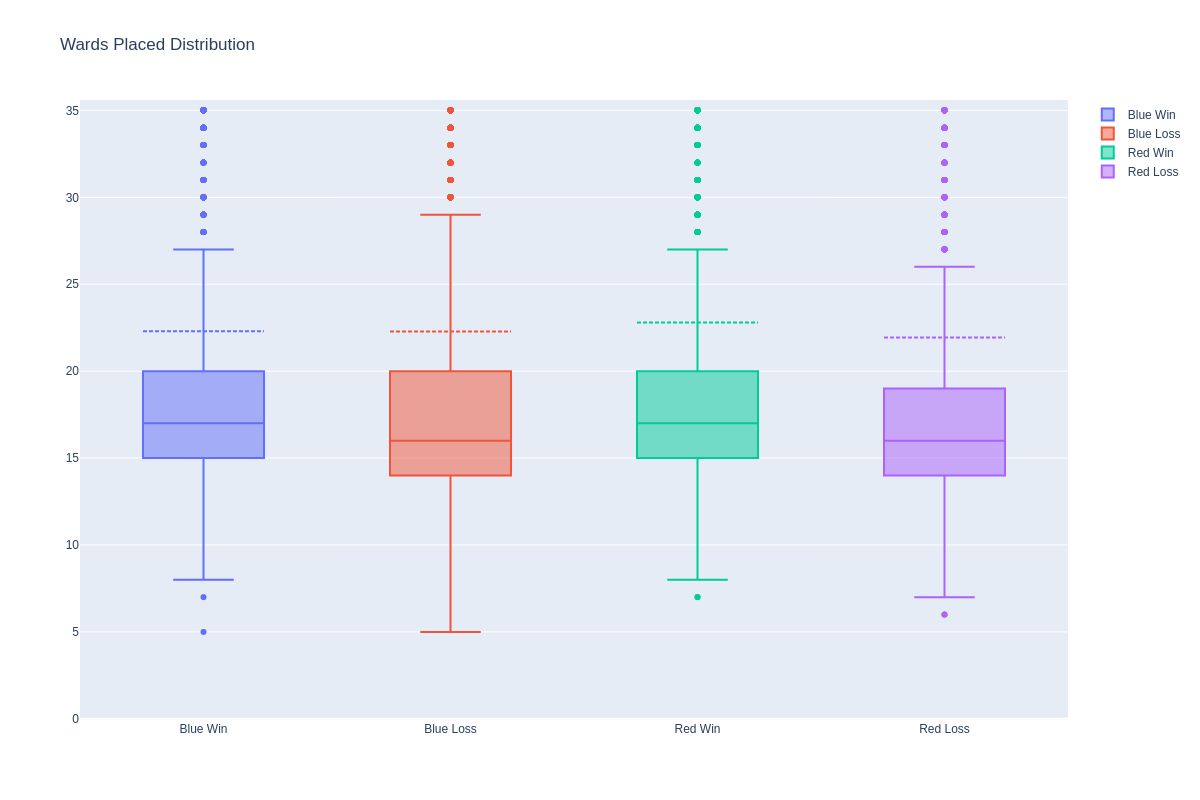 Wards Placed Distribution
35
30
25
20
15
10
5
0
Blue Win
Blue Loss
Red Win
Red Loss
Blue Win
Blue Loss
Red Win
Red Loss